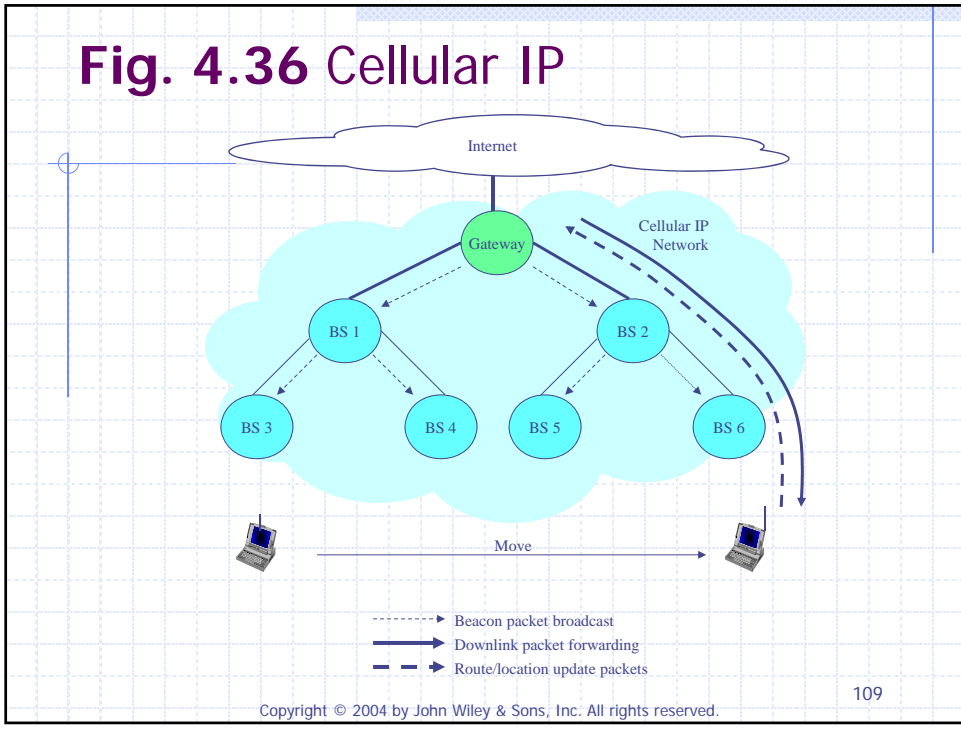 Fig. 4.36 Cellular IP
Internet
Cellular IP
Network
Gateway
BS 1
BS 2
BS 3
BS 4
BS 5
BS 6
Move
Beacon packet broadcast
Downlink packet forwarding
Route/location update packets
109
Copyright © 2004 by John Wiley & Sons, Inc. All rights reserved.